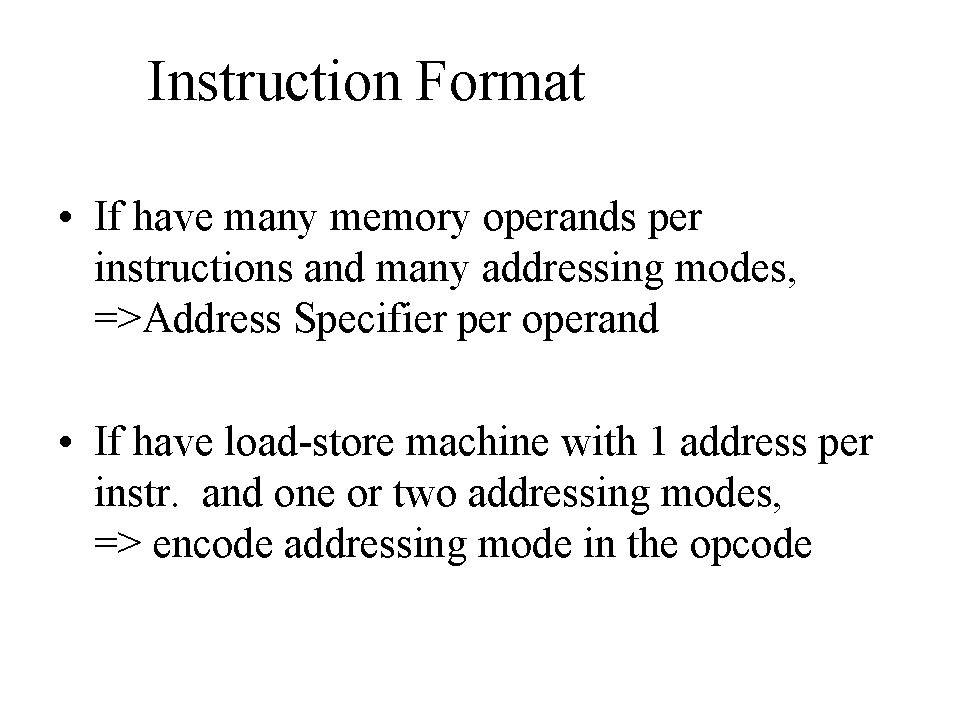 Instruction Format
• If have many memory operands per
instructions and many addressing modes,
=>Address Specifier per operand
• If have load-store machine with 1 address per
instr.  and one or two addressing modes,
=> encode addressing mode in the opcode